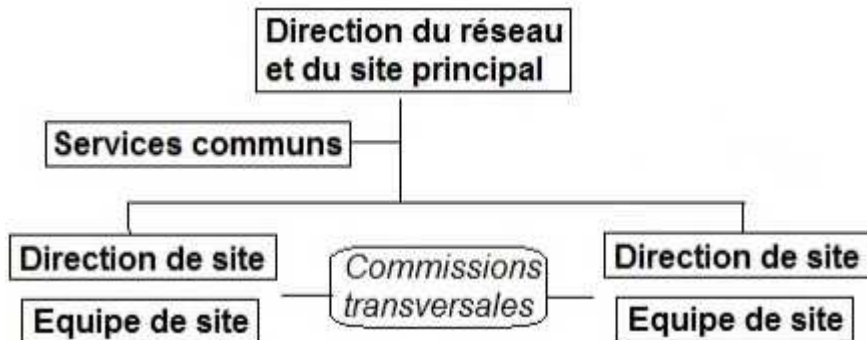 Direction du réseau
et du site principal
Services communs
Direction de site
Equipe de site
Commissions
transversales
Direction de site
Equipe de site